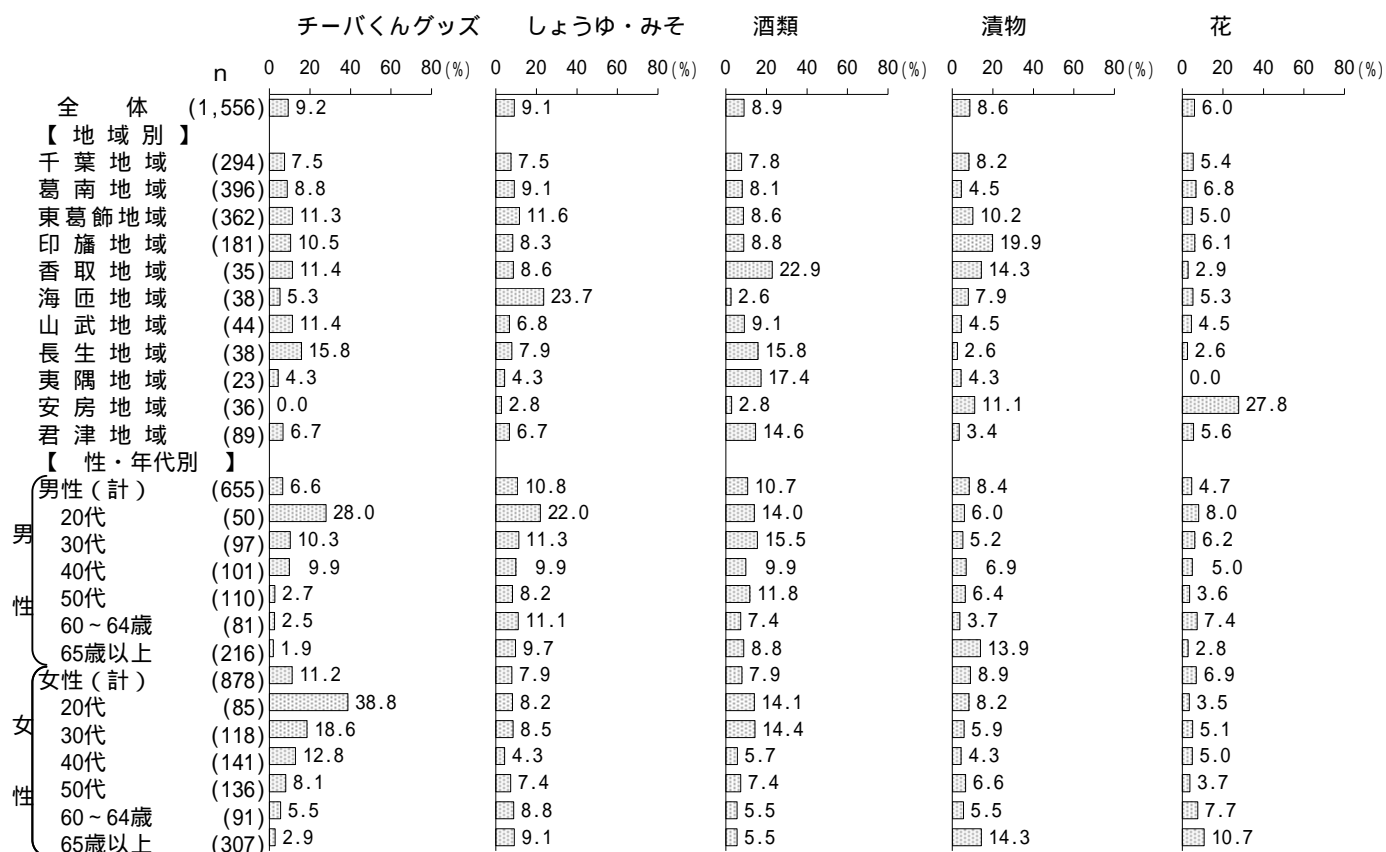 チーバくんグッズ しょうゆ・みそ 酒類 漬物 花
n 0 20 40 60 80(%) 0 20 40 60 80(%) 0 20 40 60 80(%) 0 20 40 60 80(%) 0 20 40 60 80(%)
全 体 (1,556) 9.2 9.1 8.9 8.6 6.0
【 地 域 別 】
千 葉 地 域 (294) 7.5 7.5 7.8 8.2 5.4
葛 南 地 域 (396) 8.8 9.1 8.1 4.5 6.8
東葛飾地域 (362) 11.3 11.6 8.6 10.2 5.0
印 旛 地 域 (181) 10.5 8.3 8.8 19.9 6.1
香 取 地 域 (35) 11.4 8.6 22.9 14.3 2.9
海 匝 地 域 (38) 5.3 23.7 2.6 7.9 5.3
山 武 地 域 (44) 11.4 6.8 9.1 4.5 4.5
長 生 地 域 (38) 15.8 7.9 15.8 2.6 2.6
夷 隅 地 域 (23) 4.3 4.3 17.4 4.3 0.0
安 房 地 域 (36) 0.0 2.8 2.8 11.1 27.8
君 津 地 域 (89) 6.7 6.7 14.6 3.4 5.6
【 性・年代別 】
男性(計) (655) 6.6 10.8 10.7 8.4 4.7
20代 (50) 28.0 22.0 14.0 6.0 8.0
男
30代 (97) 10.3 11.3 15.5 5.2 6.2
40代 (101) 9.9 9.9 9.9 6.9 5.0
50代 (110) 2.7 8.2 11.8 6.4 3.6
性
60~64歳 (81) 2.5 11.1 7.4 3.7 7.4
65歳以上 (216) 1.9 9.7 8.8 13.9 2.8
女性(計) (878) 11.2 7.9 7.9 8.9 6.9
20代 (85) 38.8 8.2 14.1 8.2 3.5
女
30代 (118) 18.6 8.5 14.4 5.9 5.1
40代 (141) 12.8 4.3 5.7 4.3 5.0
50代 (136) 8.1 7.4 7.4 6.6 3.7
性
60~64歳 (91) 5.5 8.8 5.5 5.5 7.7
65歳以上 (307) 2.9 9.1 5.5 14.3 10.7